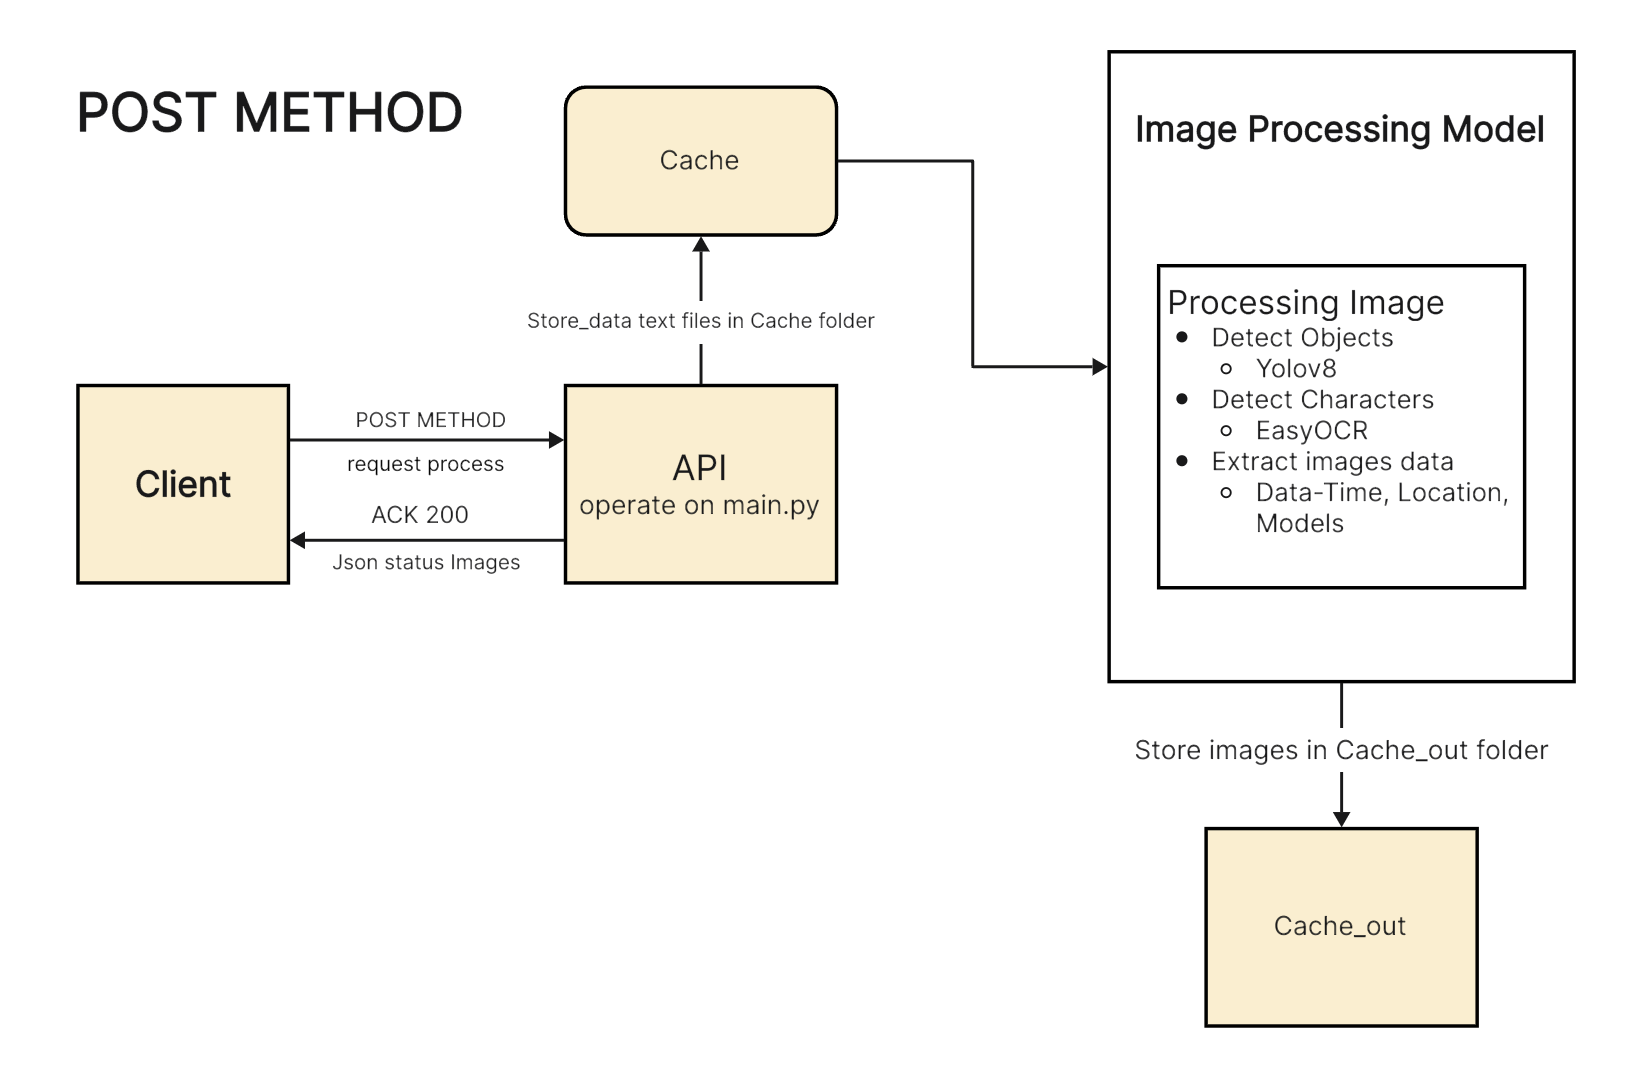 POST METHOD
Cache
Store_data text files in Cache folder
Client
POST METHOD
request process
ACK 200
Json status Images
API
operate on main.py
Image Processing Model
Processing Image
● Detect Objects
○ Yolov8
● Detect Characters
○ EasyOCR
● Extract images data
○ Data-Time, Location,
Models
Store images in Cache_out folder
Cache_out